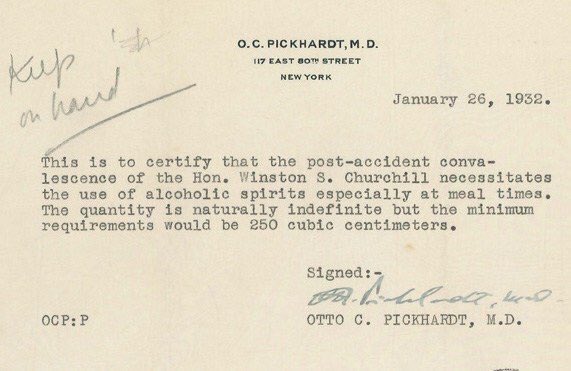 Keep
on hand
O. C. PICKHARDT, M. D.
117 EAST 80TH STREET
NEW YORK
January 26, 1932.
This is to certify that the post-accident conva-
lescence of the Hon. Winston S. Churchill necessitates
the use of alcoholic spirits especially at meal times.
The quantity is naturally indefinite but the minimum
requirements would be 250 cubic centimeters.
Signed:-
O.C. Pickhardt, M.D.
OCP:P OTTO C. PICKHARDT, M.D.